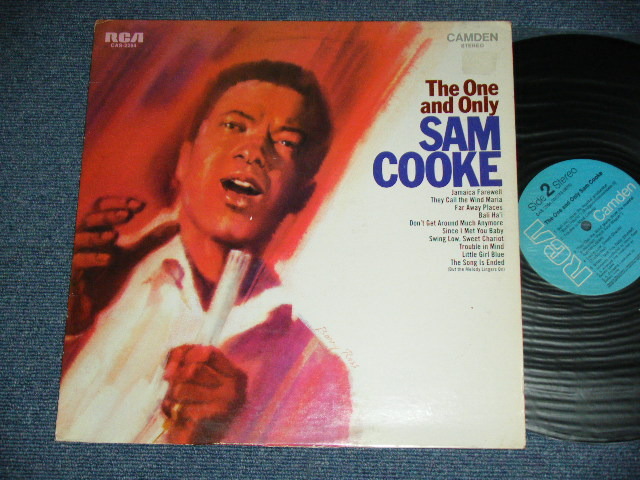 RCA
CAMDEN
STEREO
The One
and Only
SAM
COOKE
Jamaica Farewell
They Call the Wind Maria
Far Away Places
Bali Ha'i
Don't Get Around Much Anymore
Since I Met You Baby
Swing Low, Sweet Chariot
Trouble in Mind
Little Girl Blue
The Song Is Ended
(But the Melody Lingers On)
Side 2 Stereo
The One and Only Sam Cooke
RCA
Camden